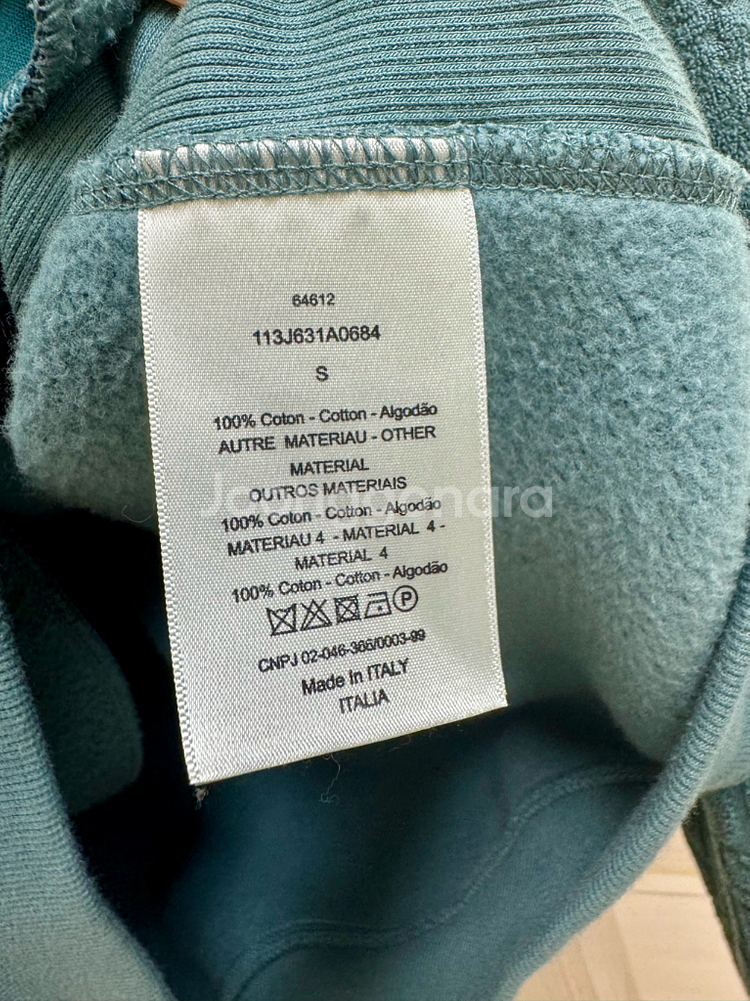 64612
113J631A0684
S
100% Coton - Cotton - Algodão
AUTRE MATERIAU - OTHER
MATERIAL
OUTROS MATERIAIS
100% Coton - Cotton - Algodão
MATERIAU 4 - MATERIAL 4 -
MATERIAL 4
100% Coton - Cotton - Algodão
P
CNPJ 02-046-366/0003-99
Made in ITALY
ITALIA